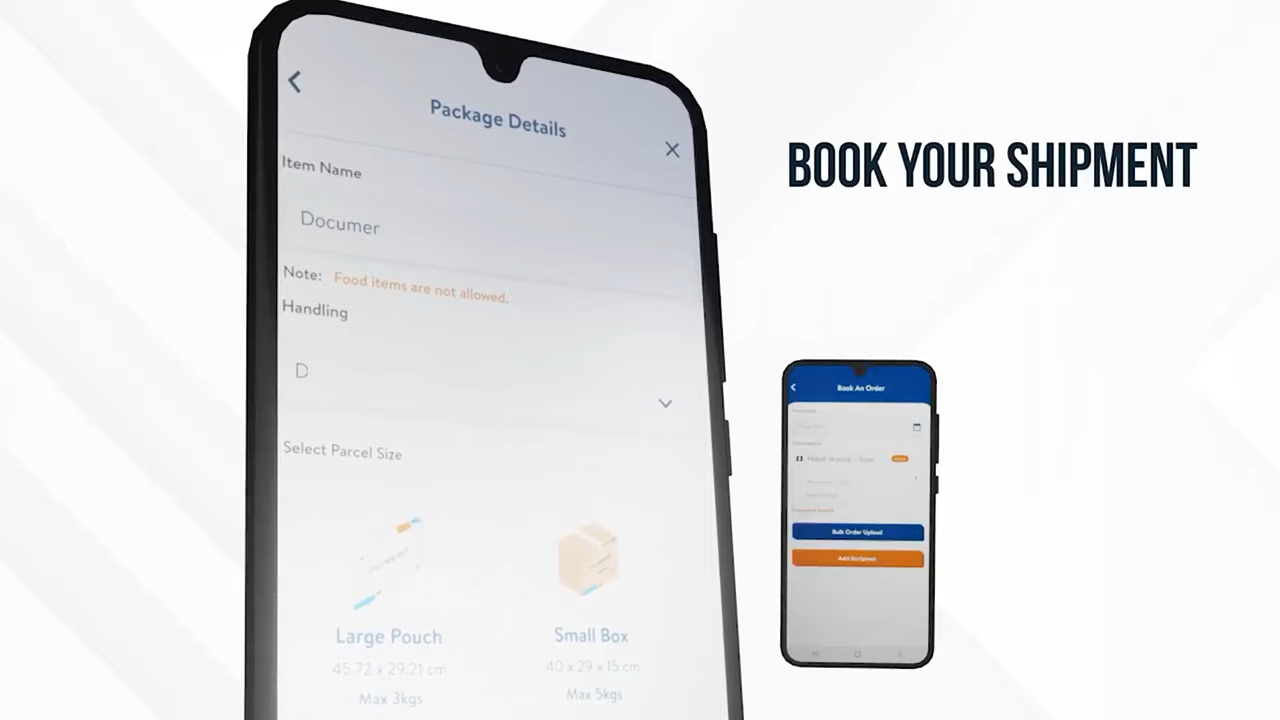 Package Details
Item Name
Documer
Note: Food items are not allowed.
Handling
D
Select Parcel Size
Large Pouch
45.72 x 29.21 cm
Max 3kgs
Small Box
40 x 29 x 15 cm
Max 5kgs
BOOK YOUR SHIPMENT
Book An Order
Bulk Order Upload
Add Recipient